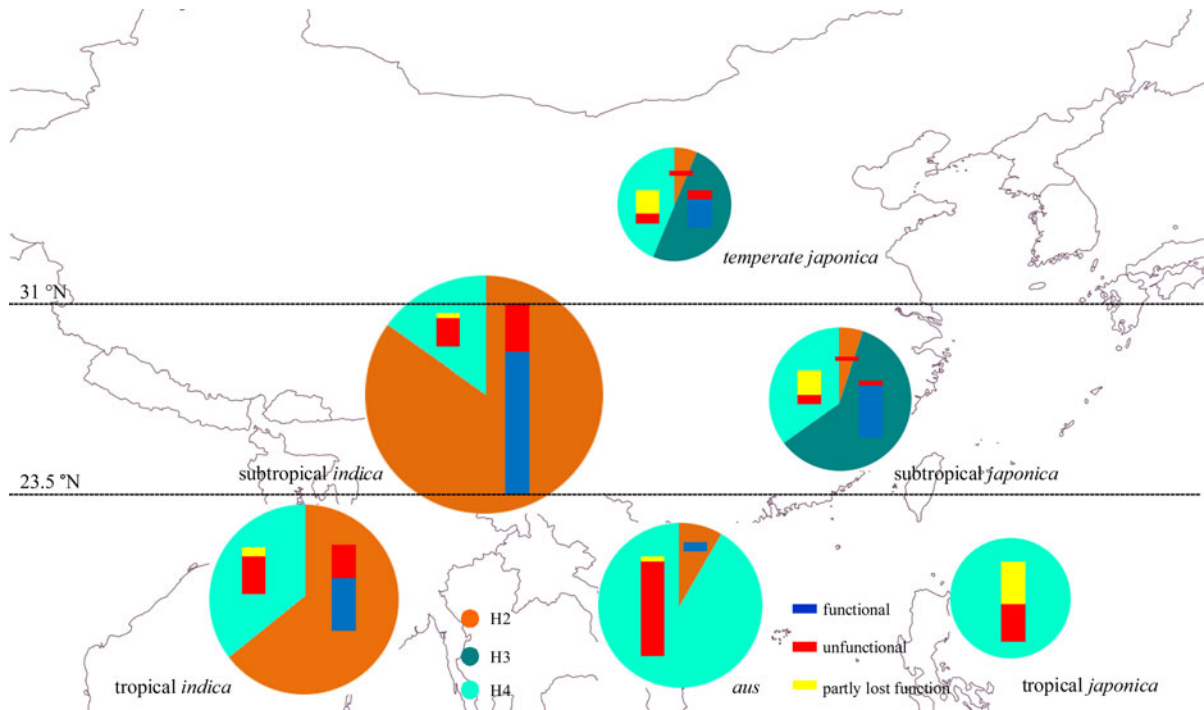 temperate japonica
31 °N
subtropical indica
subtropical japonica
23.5 °N
H2
H3
H4
functional
unfunctional
partly lost function
tropical indica
aus
tropical japonica